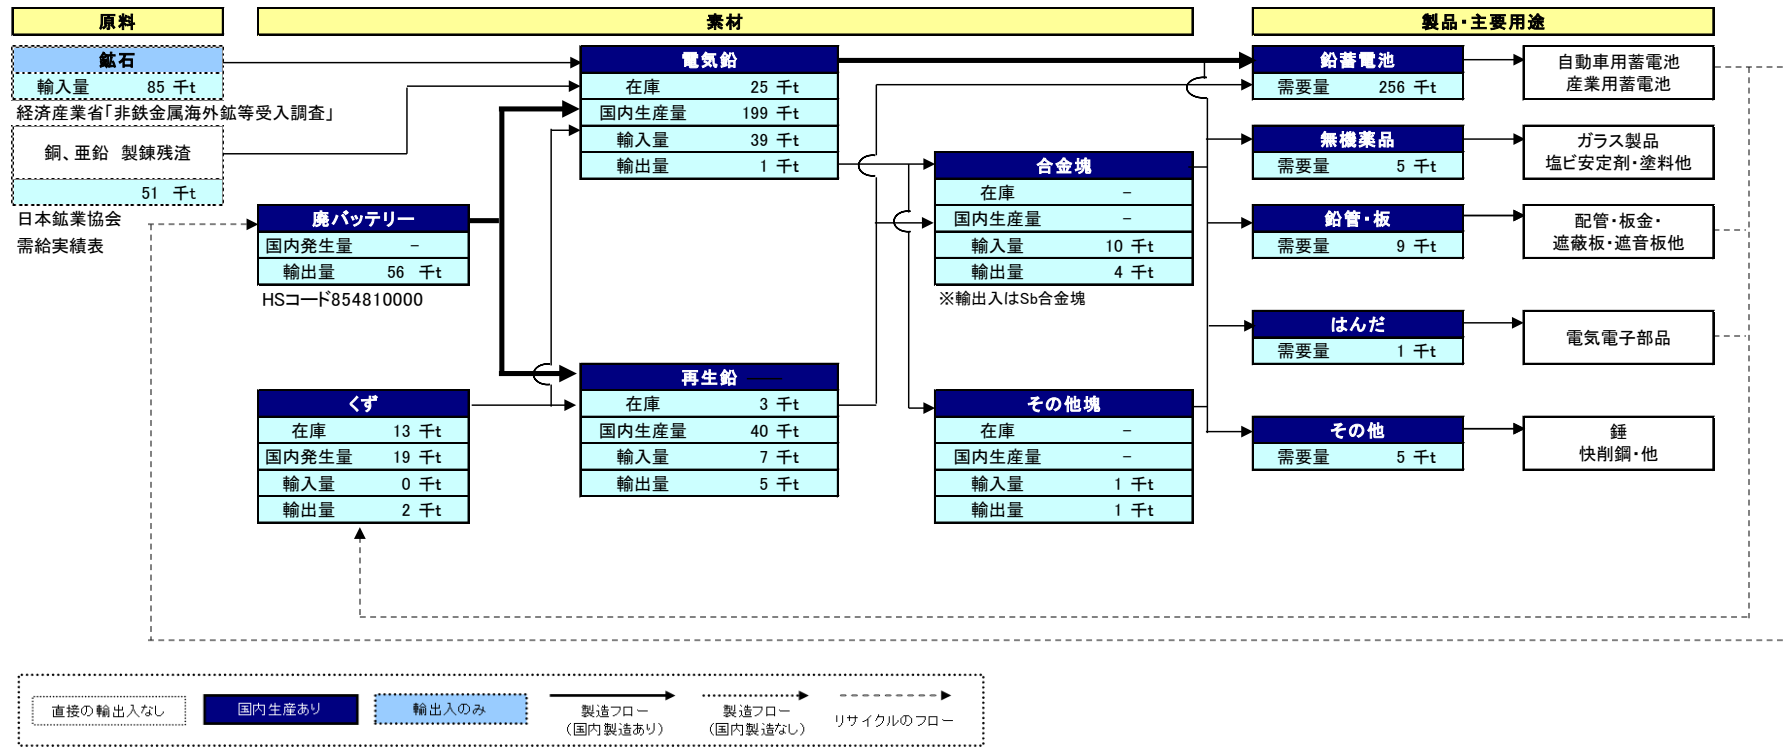 原料
素材
製品・主要用途
鉱石
輸入量 85 千t
経済産業省「非鉄金属海外鉱等受入調査」
銅、亜鉛 製錬残渣
51 千t
日本鉱業協会
需給実績表
廃バッテリー
国内発生量 −
輸出量 56 千t
HSコード854810000
くず
在庫 13 千t
国内発生量 19 千t
輸入量 0 千t
輸出量 2 千t
電気鉛
在庫 25 千t
国内生産量 199 千t
輸入量 39 千t
輸出量 1 千t
再生鉛
在庫 3 千t
国内生産量 40 千t
輸入量 7 千t
輸出量 5 千t
合金塊
在庫 −
国内生産量 −
輸入量 10 千t
輸出量 4 千t
※輸出入はSb合金塊
その他塊
在庫 −
国内生産量 −
輸入量 1 千t
輸出量 1 千t
鉛蓄電池
需要量 256 千t
自動車用蓄電池
産業用蓄電池
無機薬品
需要量 5 千t
ガラス製品
塩ビ安定剤・塗料他
鉛管・板
需要量 9 千t
配管・板金・
遮蔽板・遮音板他
はんだ
需要量 1 千t
電気電子部品
その他
需要量 5 千t
錘
快削鋼・他
直接の輸出入なし
国内生産あり
輸出入のみ
製造フロー
(国内製造あり)
製造フロー
(国内製造なし)
リサイクルのフロー